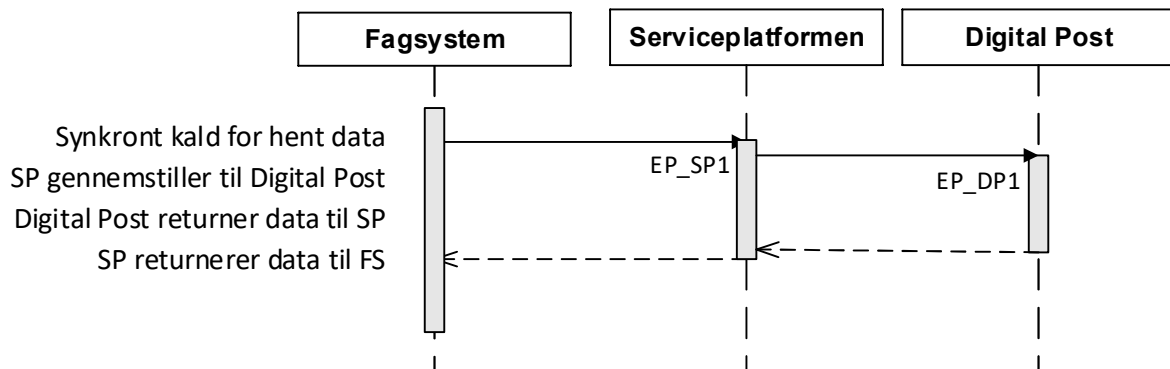 Fagsystem
Serviceplatformen
Digital Post
Synkront kald for hent data
EP_SP1
SP gennemstiller til Digital Post
EP_DP1
Digital Post returner data til SP
SP returnerer data til FS